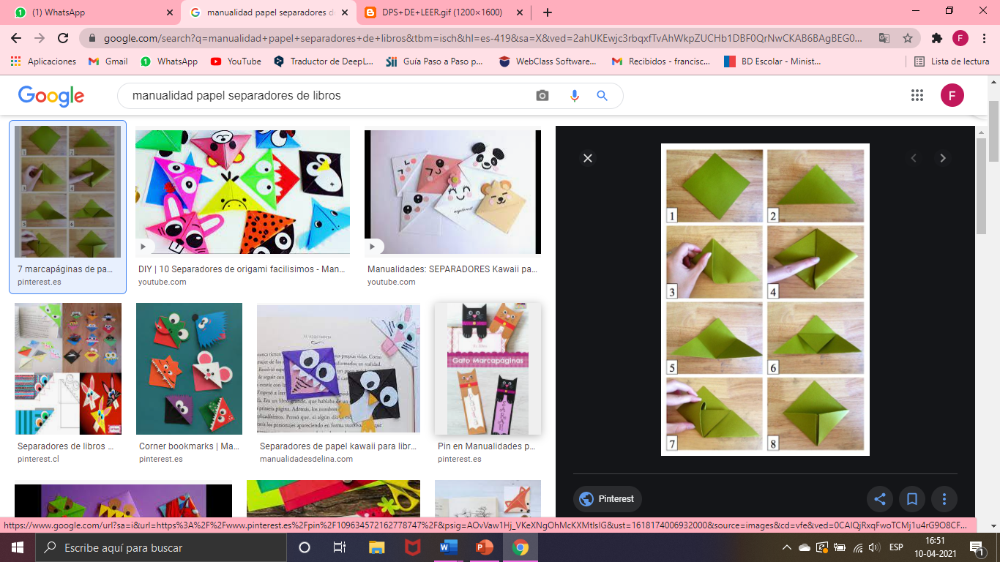 (1) WhatsApp
manualidad papel separadores d
DPS+DE+LEER.gif (1200×1600)
google.com/search?q=manualidad+papel+separadores+de+libros&tbm=isch&hl=es-419&sa=X&ved=2ahUKEwjc3rbqxfTvAhWkpZUCHb1DBF0QrNwCKAB6BAgBEG0...
F
Aplicaciones
Gmail
WhatsApp
YouTube
Traductor de DeepL...
Guía Paso a Paso p...
WebClass Software...
Recibidos - francisc...
BD Escolar - Minist...
Lista de lectura
Google
manualidad papel separadores de libros
F
7 marcapáginas de pa...
pinterest.es
DIY | 10 Separadores de origami facilisimos - Man...
youtube.com
Manualidades: SEPARADORES Kawaii pa...
youtube.com
Gato Marcapaginas
Separadores de libros ...
pinterest.cl
Corner bookmarks | Ma...
pinterest.es
Separadores de papel kawaii para libr...
manualidadesdelina.com
Pin en Manualidades p...
pinterest.es
1
2
3
4
5
6
7
8
Pinterest
https://www.google.com/url?sa=i&url=https%3A%2F%2Fwww.pinterest.es%2Fpin%2F109634572162778747%2F&psig=AOvVaw1Hj_VKeXNgOhMcKXMtlsIG&ust=1618174006932000&source=images&cd=vfe&ved=0CAIQjRxqFwoTCMj1u4rG9O8CF...
Escribe aquí para buscar
ESP
16:51
10-04-2021
1